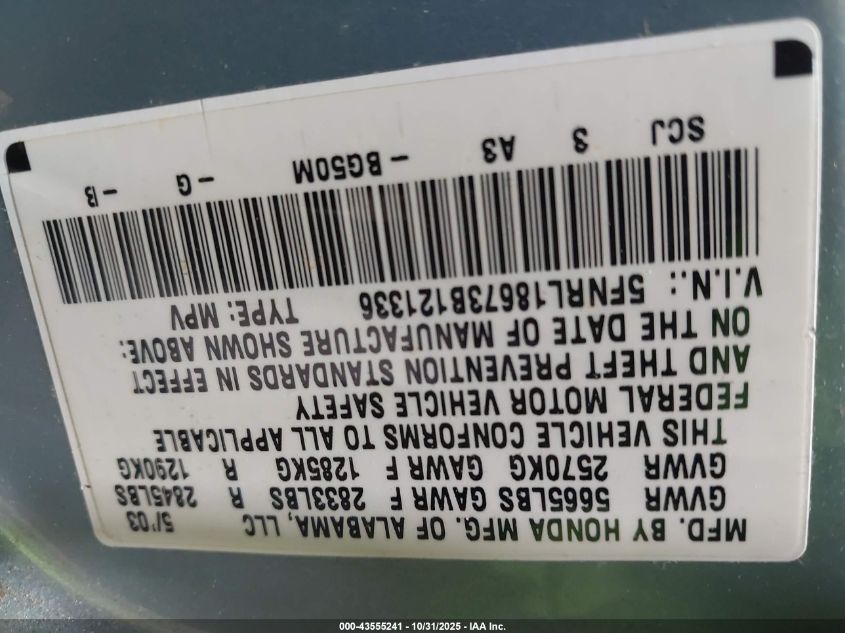 MFD. BY HONDA MFG. OF ALABAMA, LLC 5/'03
GVWR 5665LBS GAWR F 2833LBS R 2845LBS
GVWR 2570KG GAWR F 1285KG R 1290KG
THIS VEHICLE CONFORMS TO ALL APPLICABLE
FEDERAL MOTOR VEHICLE SAFETY
AND THEFT PREVENTION STANDARDS IN EFFECT
ON THE DATE OF MANUFACTURE SHOWN ABOVE.
V.I.N.: 5FNRL18673B121336 TYPE: MPV
SCJ 3 A3 - BG50M - G - B
000-43555241 - 10/31/2025 - IAA Inc.